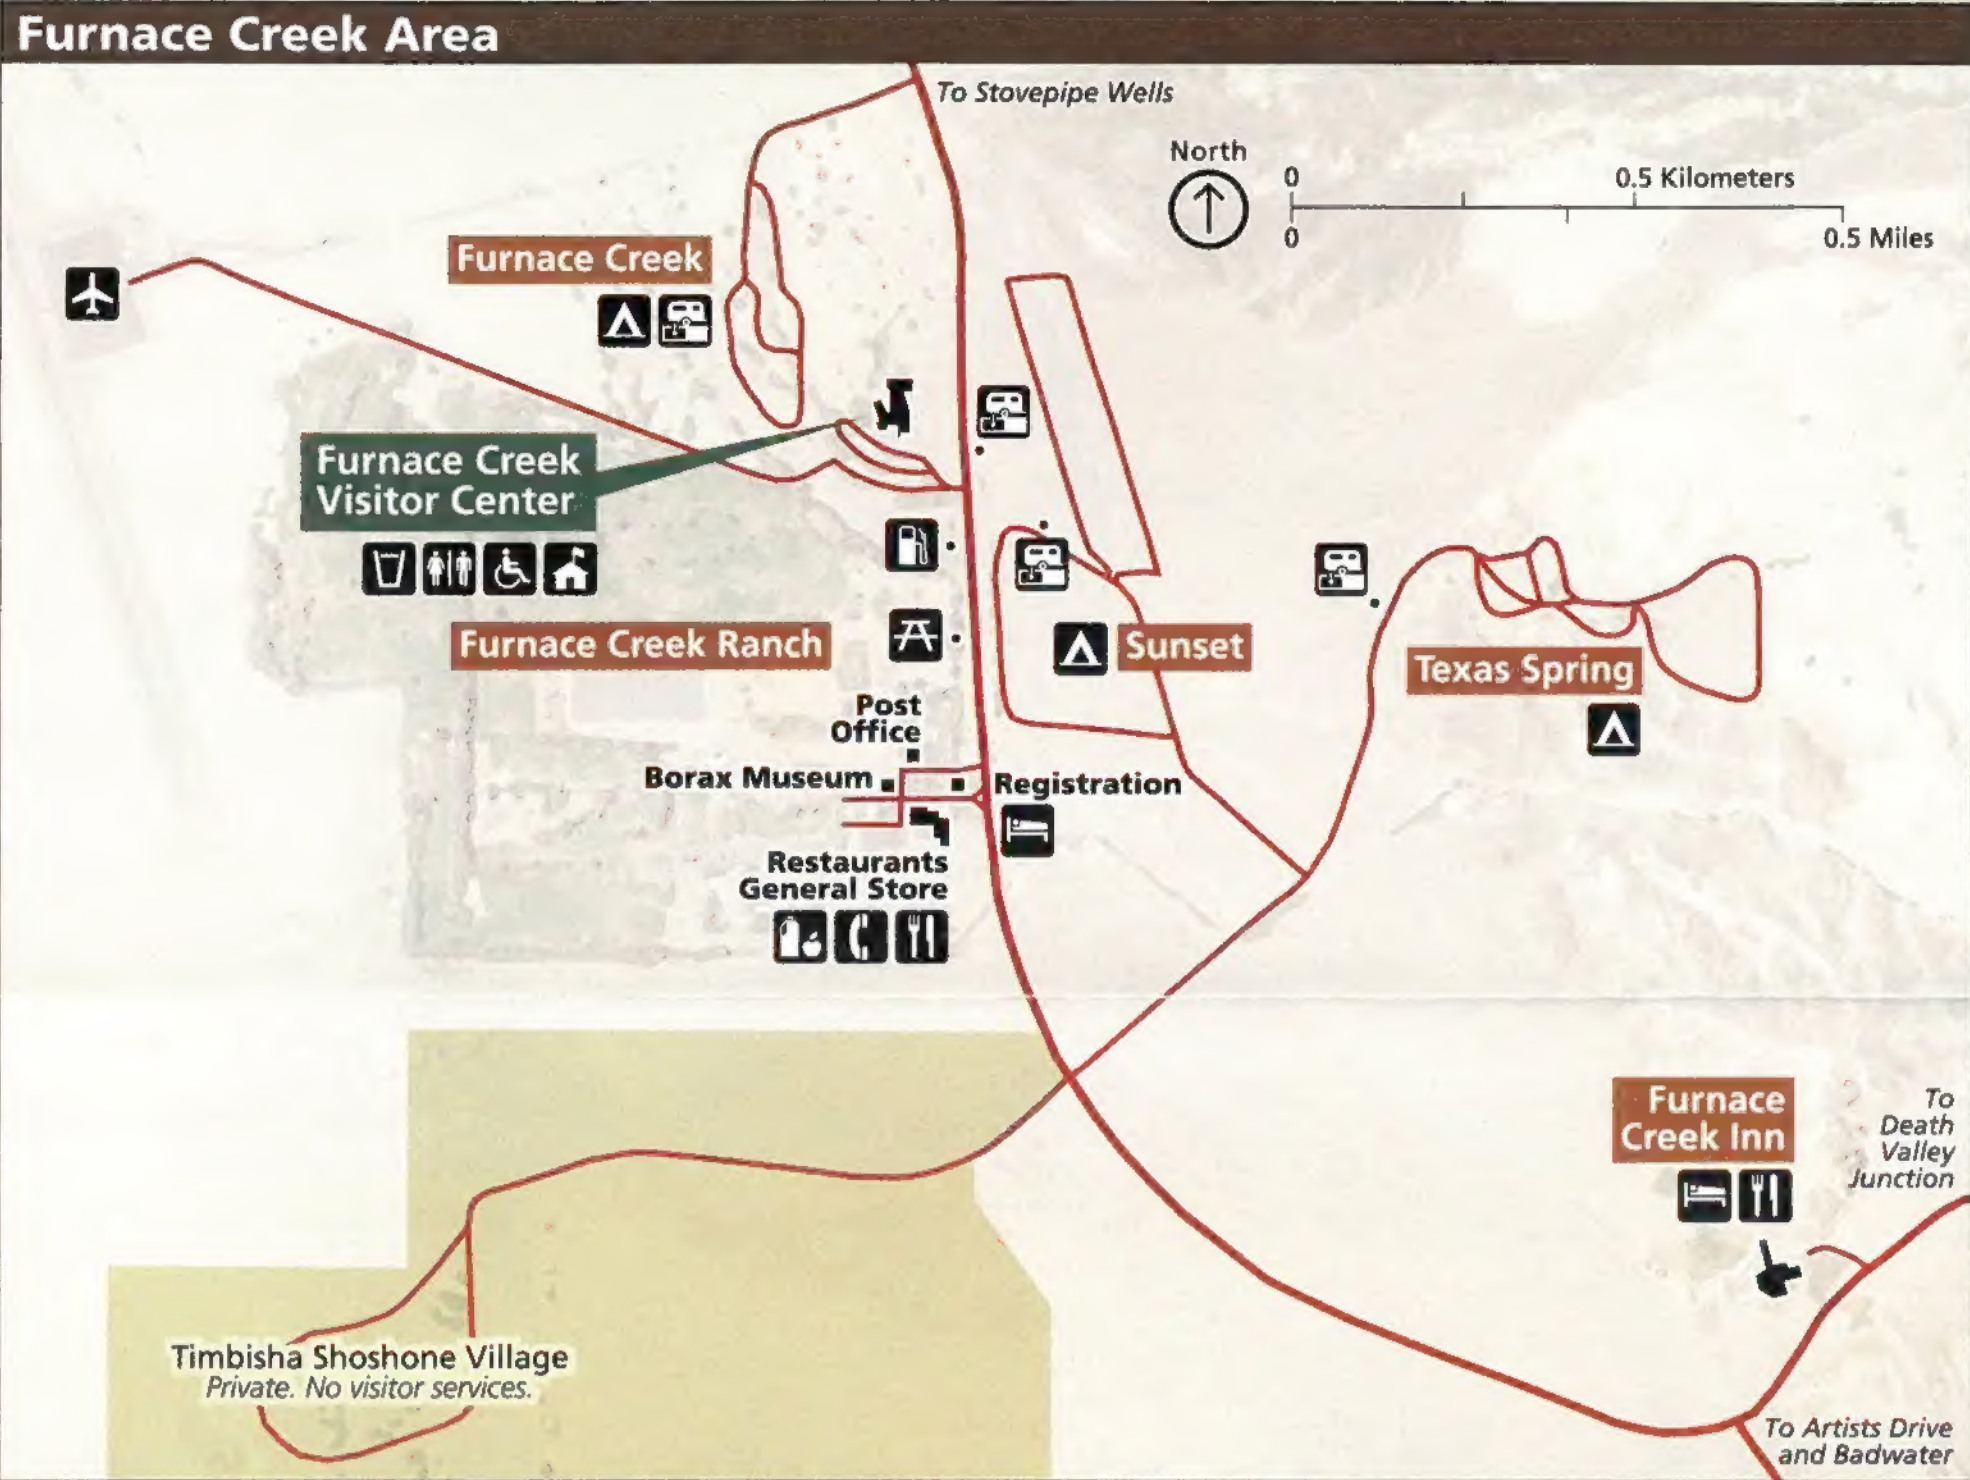 Furnace Creek Area
To Stovepipe Wells
North
0
0.5 Kilometers
0
0.5 Miles
Furnace Creek
Furnace Creek
Visitor Center
Furnace Creek Ranch
Sunset
Texas Spring
Post
Office
Borax Museum
Registration
Restaurants
General Store
Furnace
Creek Inn
To
Death
Valley
Junction
Timbisha Shoshone Village
Private. No visitor services.
To Artists Drive
and Badwater